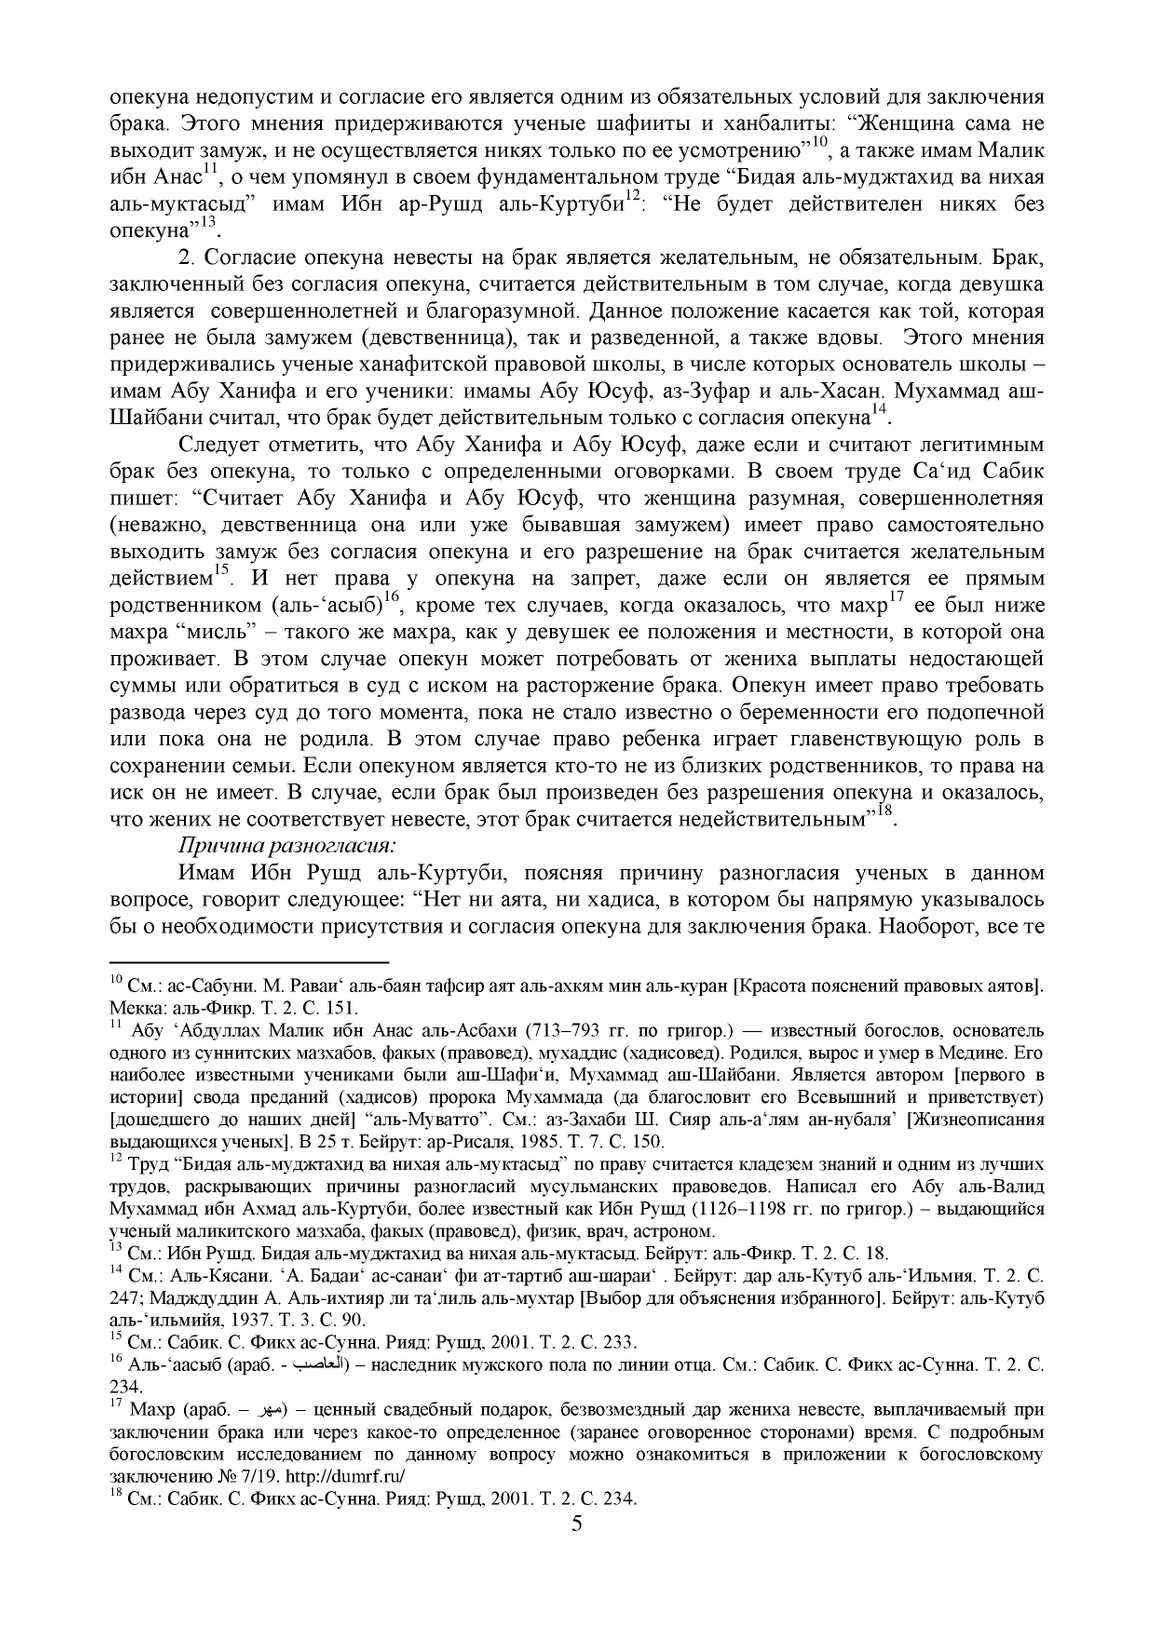 опекуна недопустим и согласие его является одним из обязательных условий для заключения
брака. Этого мнения придерживаются ученые шафииты и ханбалиты: “Женщина сама не
выходит замуж, и не осуществляется никях только по ее усмотрению”10, а также имам Малик
ибн Анас11, о чем упомянул в своем фундаментальном труде “Бидая аль-муджтахид ва нихая
аль-муктасыд” имам Ибн ар-Рушд аль-Куртуби12: “Не будет действителен никях без
опекуна”13.
2. Согласие опекуна невесты на брак является желательным, не обязательным. Брак,
заключенный без согласия опекуна, считается действительным в том случае, когда девушка
является совершеннолетней и благоразумной. Данное положение касается как той, которая
ранее не была замужем (девственница), так и разведенной, а также вдовы. Этого мнения
придерживались ученые ханафитской правовой школы, в числе которых основатель школы –
имам Абу Ханифа и его ученики: имамы Абу Юсуф, аз-Зуфар и аль-Хасан. Мухаммад аш-
Шайбани считал, что брак будет действительным только с согласия опекуна14.
Следует отметить, что Абу Ханифа и Абу Юсуф, даже если и считают легитимным
брак без опекуна, то только с определенными оговорками. В своем труде Са‘ид Сабик
пишет: “Считает Абу Ханифа и Абу Юсуф, что женщина разумная, совершеннолетняя
(неважно, девственница она или уже бывавшая замужем) имеет право самостоятельно
выходить замуж без согласия опекуна и его разрешение на брак считается желательным
действием15. И нет права у опекуна на запрет, даже если он является ее прямым
родственником (аль-‘асыб)16, кроме тех случаев, когда оказалось, что махр17 ее был ниже
махра “мисль” – такого же махра, как у девушек ее положения и местности, в которой она
проживает. В этом случае опекун может потребовать от жениха выплаты недостающей
суммы или обратиться в суд с иском на расторжение брака. Опекун имеет право требовать
развода через суд до того момента, пока не стало известно о беременности его подопечной
или пока она не родила. В этом случае право ребенка играет главенствующую роль в
сохранении семьи. Если опекуном является кто-то не из близких родственников, то права на
иск он не имеет. В случае, если брак был произведен без разрешения опекуна и оказалось,
что жених не соответствует невесте, этот брак считается недействительным”18.
Причина разногласия:
Имам Ибн Рушд аль-Куртуби, поясняя причину разногласия ученых в данном
вопросе, говорит следующее: “Нет ни аята, ни хадиса, в котором бы напрямую указывалось
бы о необходимости присутствия и согласия опекуна для заключения брака. Наоборот, все те
10 См.: ас-Сабуни. М. Раваи‘ аль-баян тафсир аят аль-ахкям мин аль-куран [Красота пояснений правовых аятов].
Мекка: аль-Фикр. Т. 2. С. 151.
11 Абу ‘Абдуллах Малик ибн Анас аль-Асбахи (713–793 гг. по григор.) — известный богослов, основатель
одного из суннитских мазхабов, факых (правовед), мухаддис (хадисовед). Родился, вырос и умер в Медине. Его
наиболее известными учениками были аш-Шафи‘и, Мухаммад аш-Шайбани. Является автором [первого в
истории] свода преданий (хадисов) пророка Мухаммада (да благословит его Всевышний и приветствует)
[дошедшего до наших дней] “аль-Муватто”. См.: аз-Захаби Ш. Сияр аль-а‘лям ан-нубаля’ [Жизнеописания
выдающихся ученых]. В 25 т. Бейрут: ар-Рисаля, 1985. Т. 7. С. 150.
12 Труд “Бидая аль-муджтахид ва нихая аль-муктасыд” по праву считается кладезем знаний и одним из лучших
трудов, раскрывающих причины разногласий мусульманских правоведов. Написал его Абу аль-Валид
Мухаммад ибн Ахмад аль-Куртуби, более известный как Ибн Рушд (1126–1198 гг. по григор.) – выдающийся
ученый маликитского мазхаба, факых (правовед), физик, врач, астроном.
13 См.: Ибн Рушд. Бидая аль-муджтахид ва нихая аль-муктасыд. Бейрут: аль-Фикр. Т. 2. С. 18.
14 См.: Аль-Кясани. ‘А. Бадаи‘ ас-санаи‘ фи ат-тартиб аш-шараи‘ . Бейрут: дар аль-Кутуб аль-‘Ильмия. Т. 2. С.
247; Мадждуддин А. Аль-ихтияр ли та‘лиль аль-мухтар [Выбор для объяснения избранного]. Бейрут: аль-Кутуб
аль-‘ильмийя, 1937. Т. 3. С. 90.
15 См.: Сабик. С. Фикх ас-Сунна. Рияд: Рушд, 2001. Т. 2. С. 233.
16 Аль-‘аасыб (араб. - العاصب) – наследник мужского пола по линии отца. См.: Сабик. С. Фикх ас-Сунна. Т. 2. С.
234.
17 Махр (араб. – مهر) – ценный свадебный подарок, безвозмездный дар жениха невесте, выплачиваемый при
заключении брака или через какое-то определенное (заранее оговоренное сторонами) время. С подробным
богословским исследованием по данному вопросу можно ознакомиться в приложении к богословскому
заключению № 7/19. http://dumrf.ru/
18 См.: Сабик. С. Фикх ас-Сунна. Рияд: Рушд, 2001. Т. 2. С. 234.
5